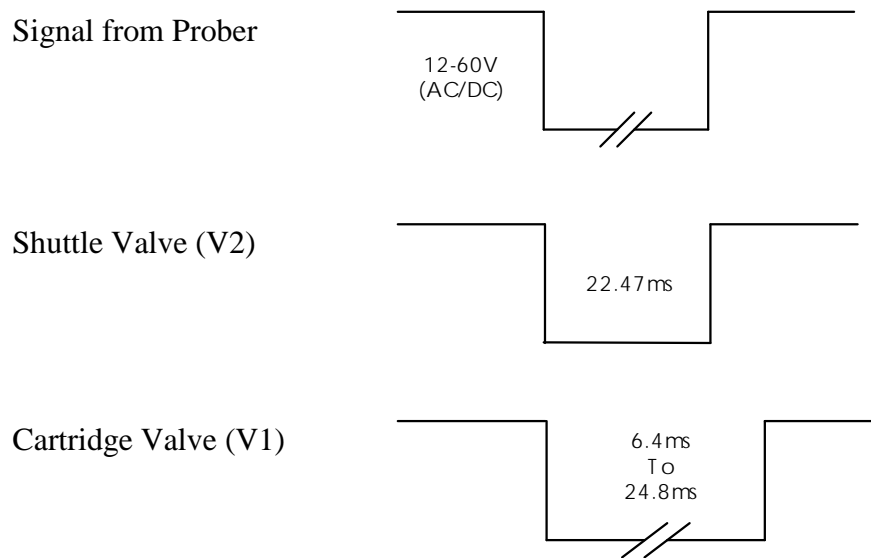 Signal from Prober
12-60V
(AC/DC)
Shuttle Valve (V2)
22.47ms
Cartridge Valve (V1)
6.4ms
To
24.8ms